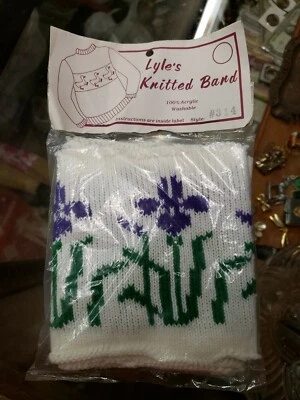 Lyle's
Knitted Band
100% Acrylic
Washable
instructions are inside label Style: #314